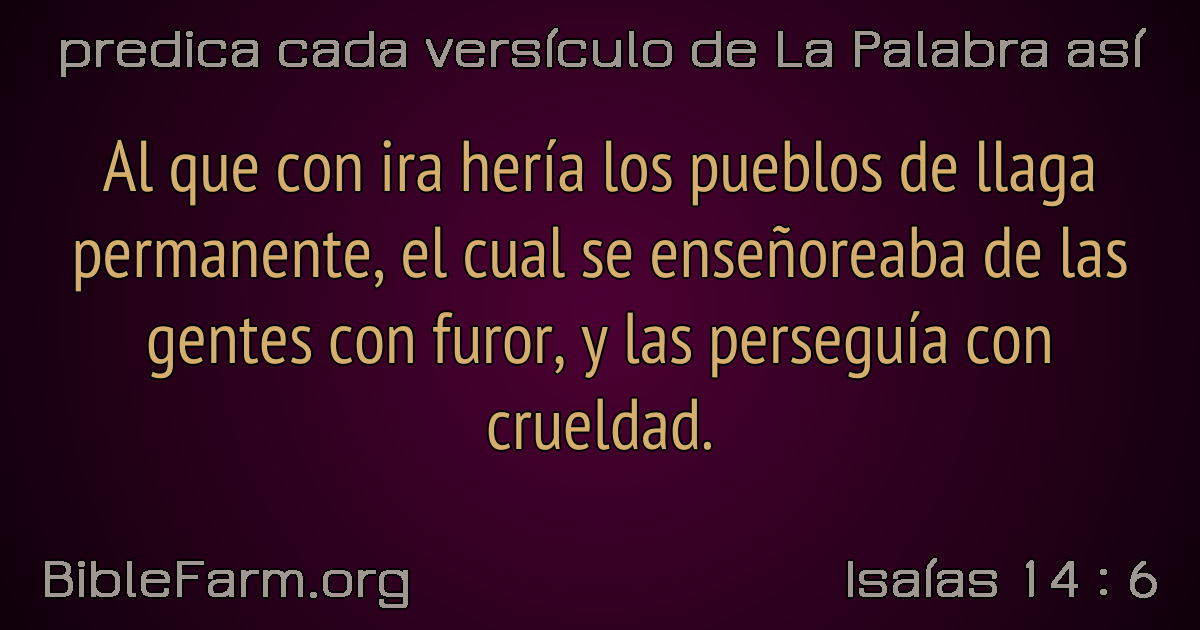 predica cada versículo de La Palabra así
Al que con ira hería los pueblos de llaga
permanente, el cual se enseñoreaba de las
gentes con furor, y las perseguía con
crueldad.
BibleFarm.org
Isaías 14 : 6